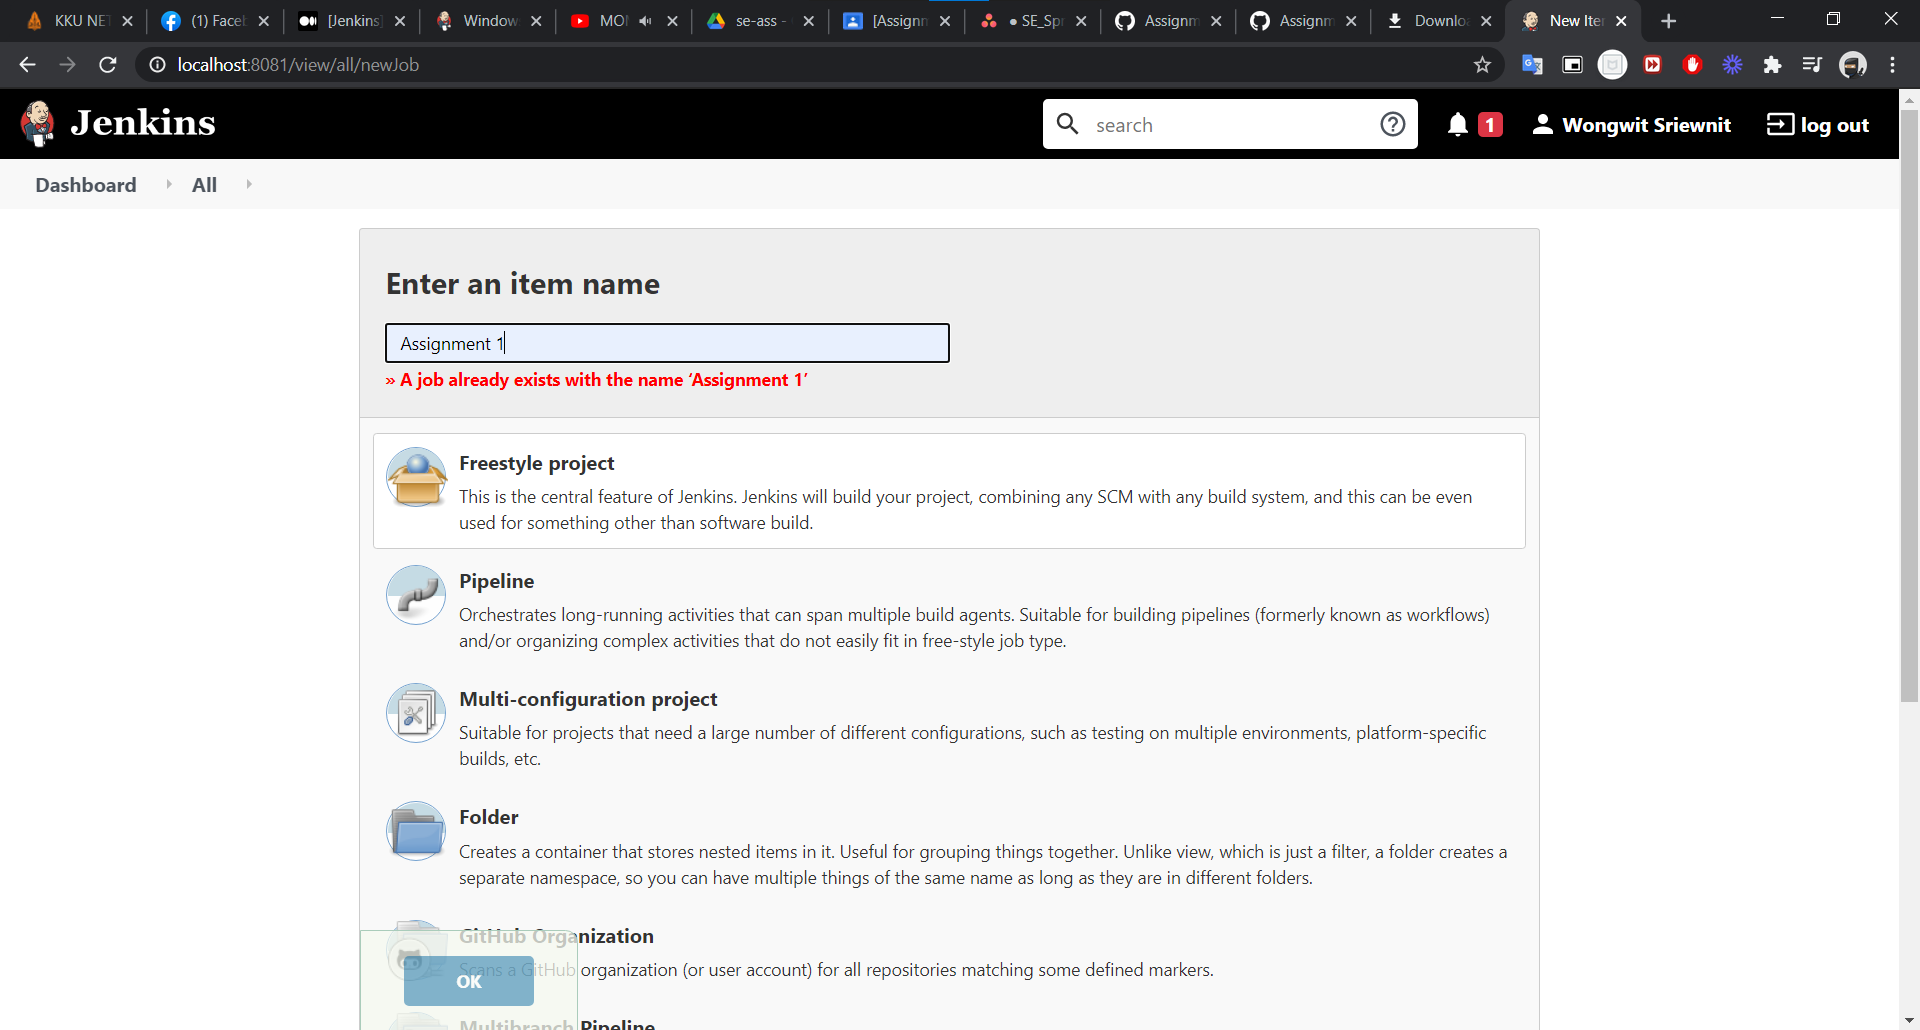 KKU NE
(1) Face
[Jenkins]
Window
MO
se-ass -
[Assignm
SE_Spr
Assignm
Assignm
Downlo
New Ite
localhost:8081/view/all/newJob
Jenkins
search
1
Wongwit Sriewnit
log out
Dashboard
All
Enter an item name
Assignment 1
» A job already exists with the name ‘Assignment 1’
Freestyle project
This is the central feature of Jenkins. Jenkins will build your project, combining any SCM with any build system, and this can be even
used for something other than software build.
Pipeline
Orchestrates long-running activities that can span multiple build agents. Suitable for building pipelines (formerly known as workflows)
and/or organizing complex activities that do not easily fit in free-style job type.
Multi-configuration project
Suitable for projects that need a large number of different configurations, such as testing on multiple environments, platform-specific
builds, etc.
Folder
Creates a container that stores nested items in it. Useful for grouping things together. Unlike view, which is just a filter, a folder creates a
separate namespace, so you can have multiple things of the same name as long as they are in different folders.
GitHub Organization
Scans a GitHub organization (or user account) for all repositories matching some defined markers.
OK
Multibranch Pipeline